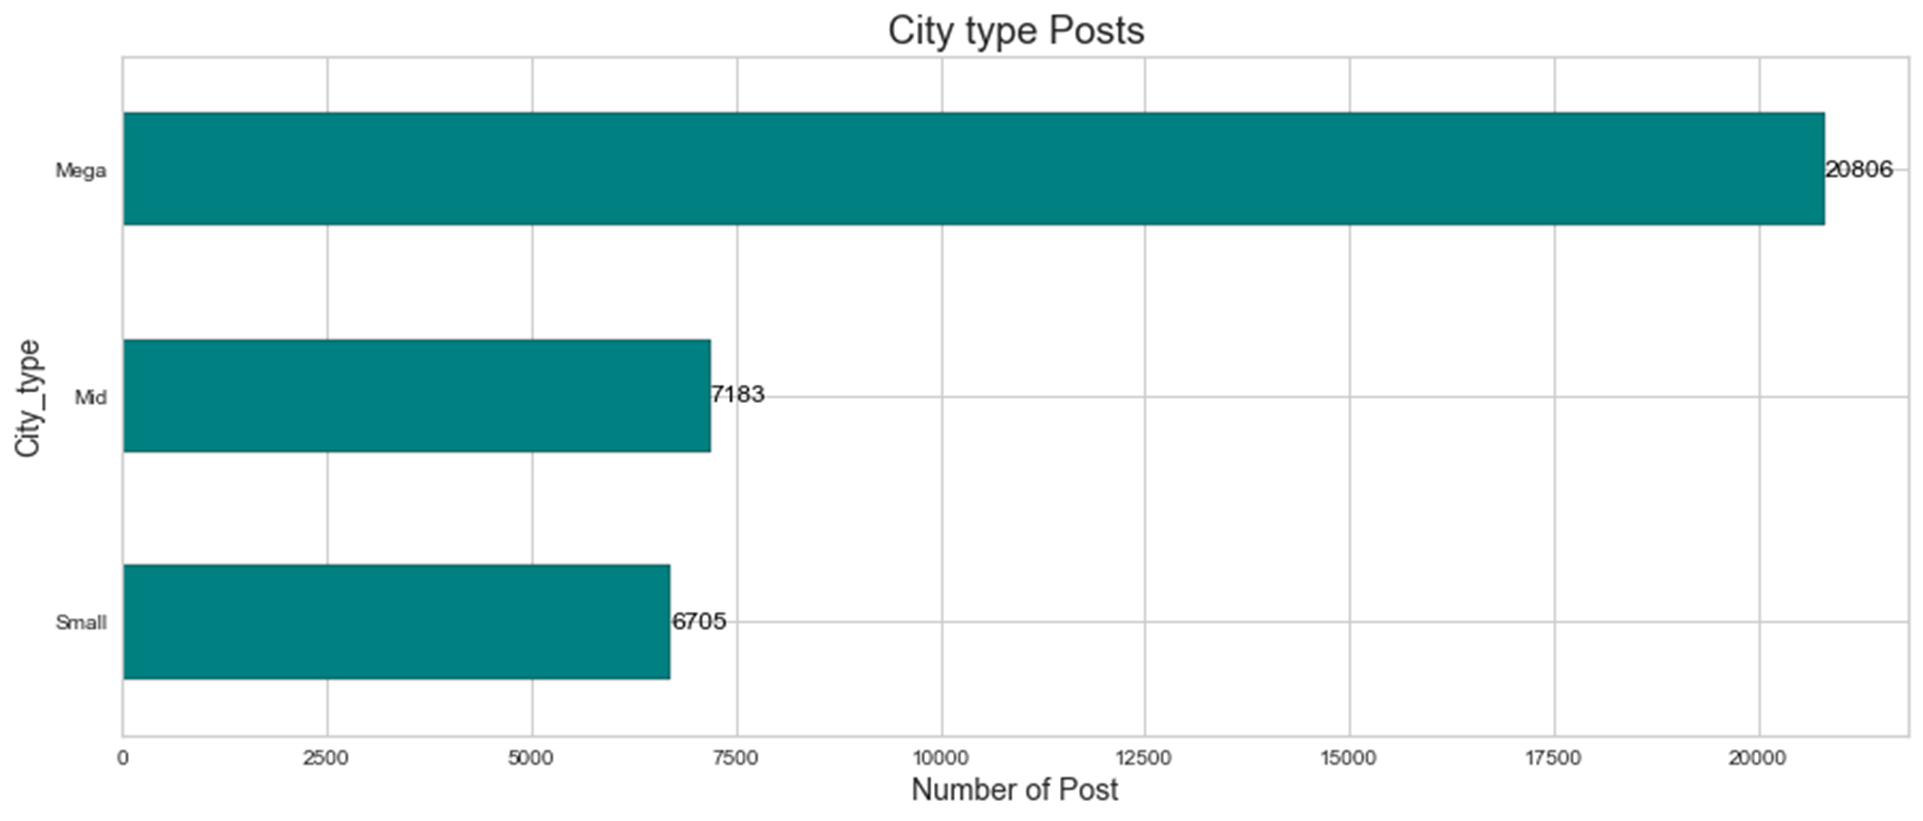 City type Posts
Mega
20806
City_type
Mid
7183
Small
6705
0 2500 5000 7500 10000 12500 15000 17500 20000
Number of Post